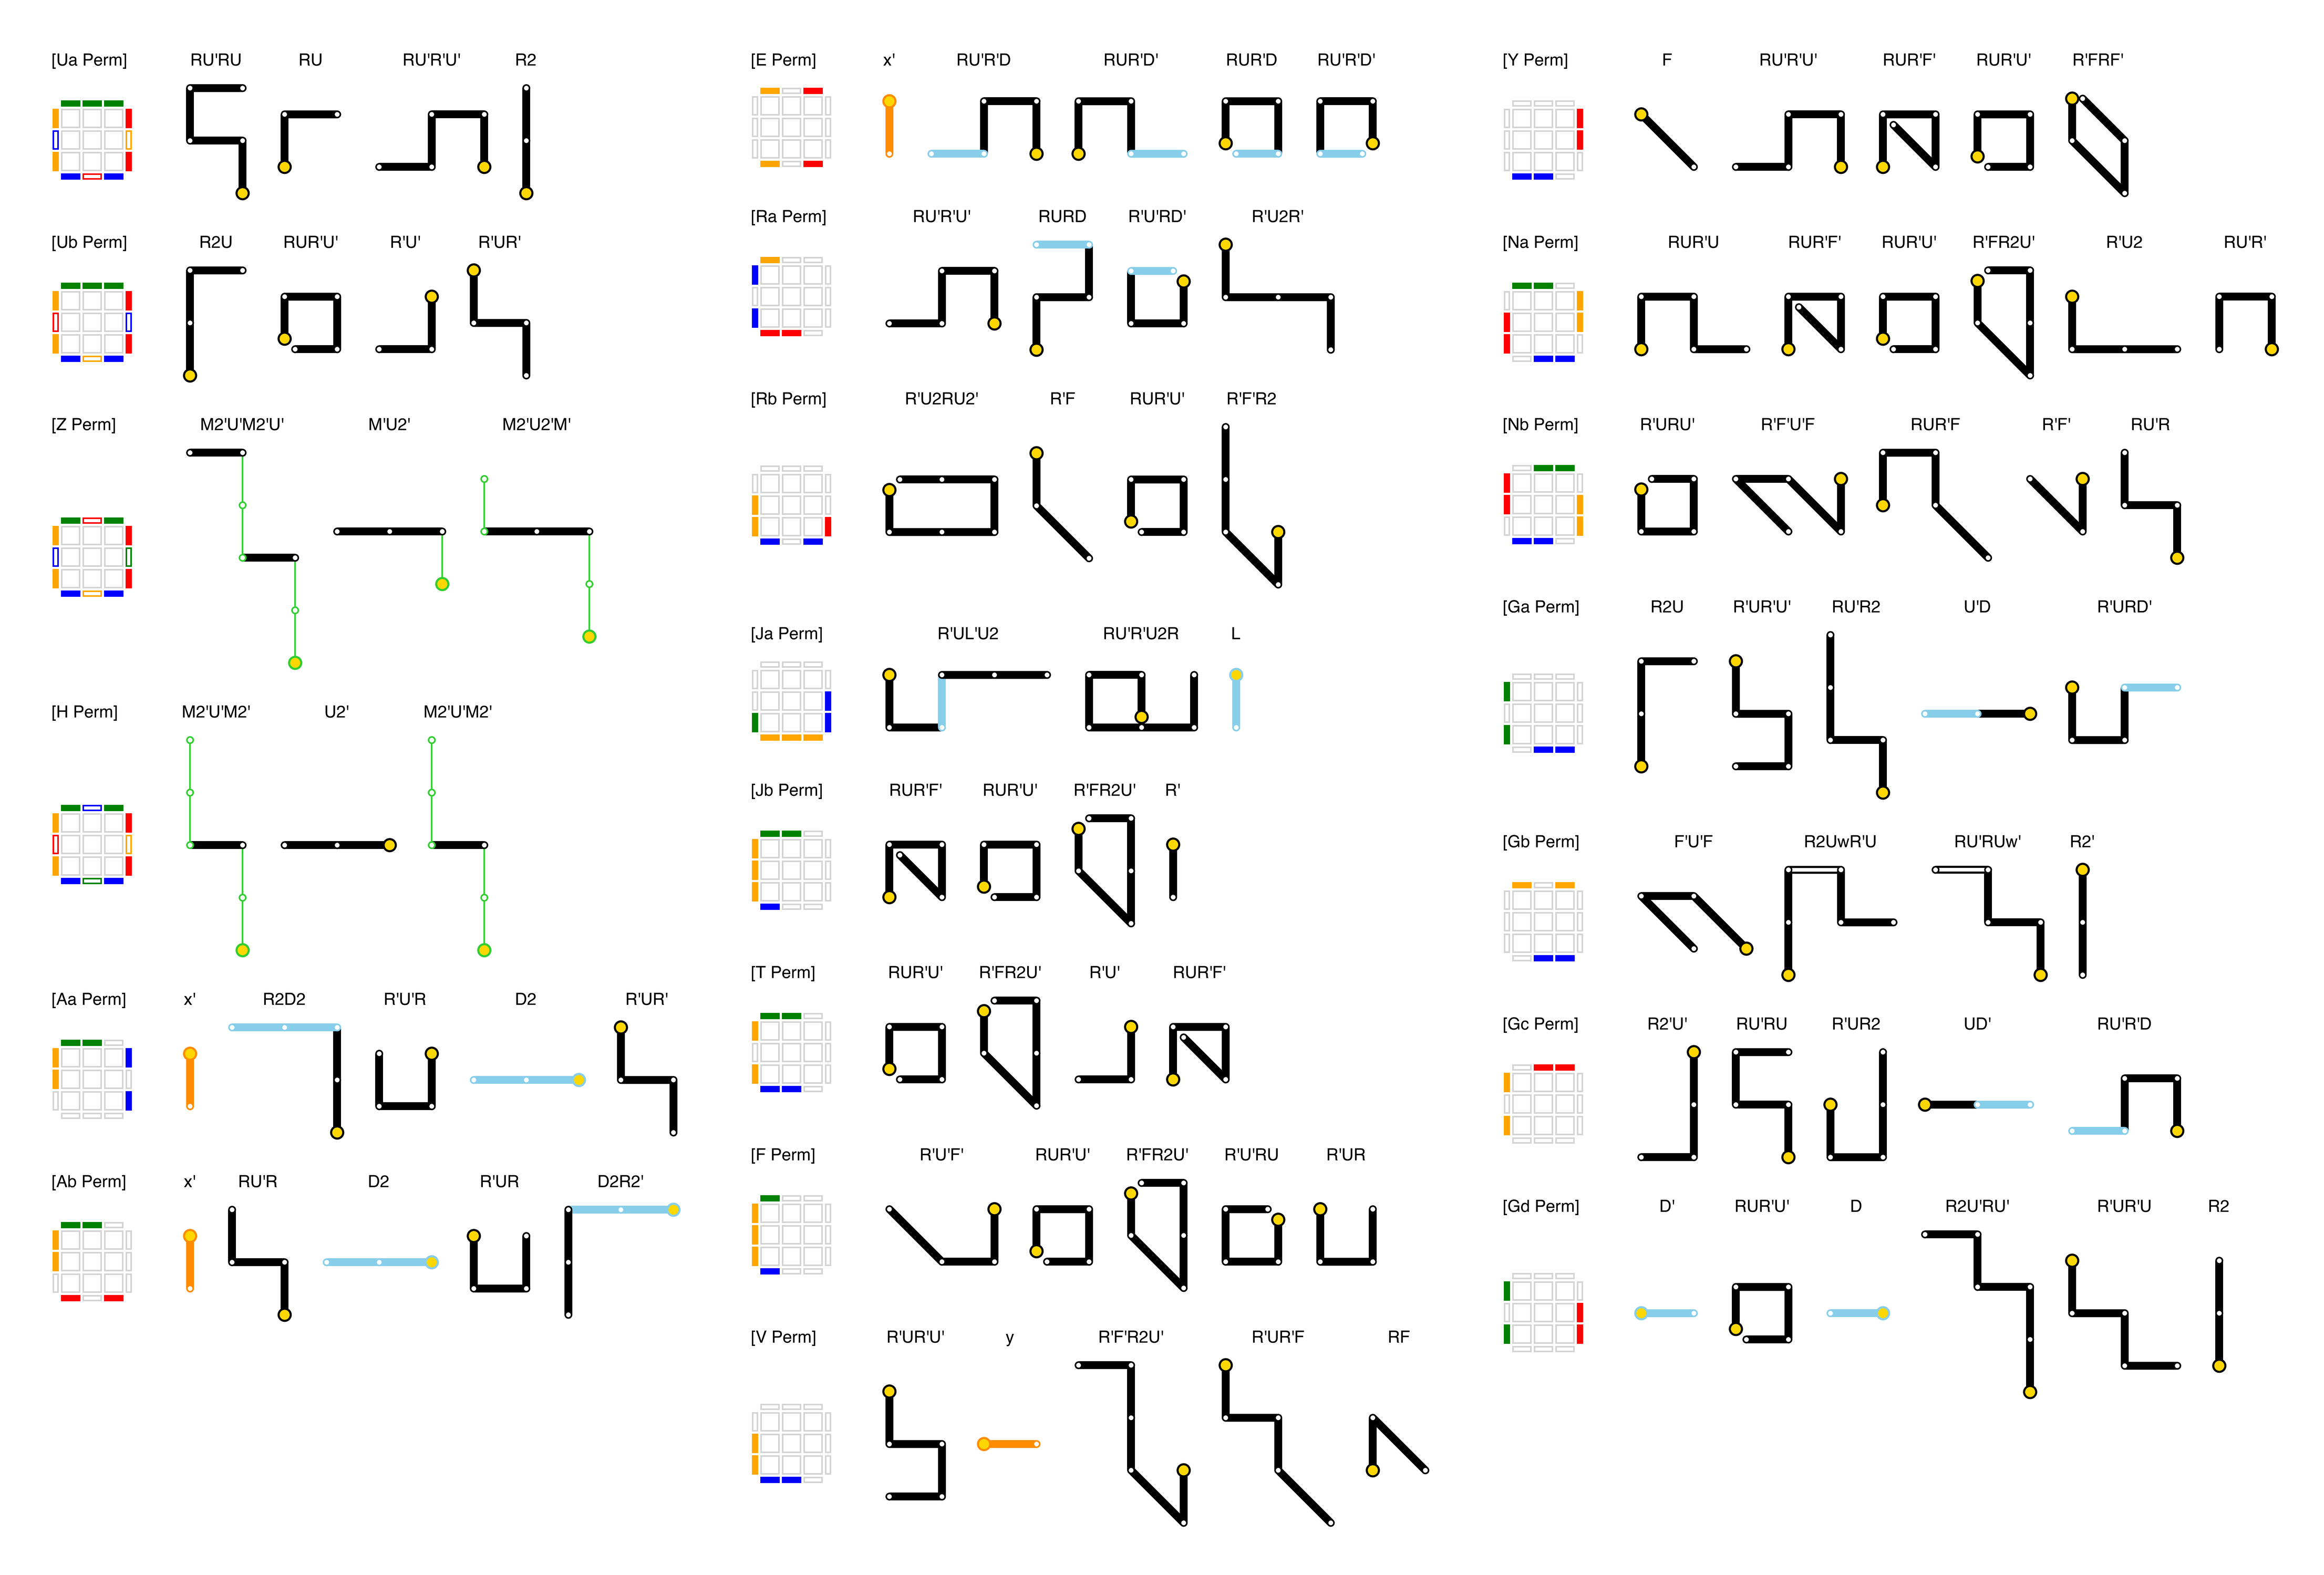 [Ua Perm] RU'RU RU RU'R'U' R2
[Ub Perm] R2U RUR'U' R'U' R'UR'
[Z Perm] M2'U'M2'U' M'U2' M2'U2'M'
[H Perm] M2'U'M2' U2' M2'U'M2'
[Aa Perm] x' R2D2 R'U'R D2 R'UR'
[Ab Perm] x' RU'R D2 R'UR D2R2'
[E Perm] x' RU'R'D RUR'D' RUR'D RU'R'D'
[Ra Perm] RU'R'U' RURD R'U'RD' R'U2R'
[Rb Perm] R'U2RU2' R'F RUR'U' R'F'R2
[Ja Perm] R'UL'U2 RU'R'U2R L
[Jb Perm] RUR'F' RUR'U' R'FR2U' R'
[T Perm] RUR'U' R'FR2U' R'U' RUR'F'
[F Perm] R'U'F' RUR'U' R'FR2U' R'U'RU R'UR
[V Perm] R'UR'U' y R'F'R2U' R'UR'F RF
[Y Perm] F RU'R'U' RUR'F' RUR'U' R'FRF'
[Na Perm] RUR'U RUR'F' RUR'U' R'FR2U' R'U2 RU'R'
[Nb Perm] R'URU' R'F'U'F RUR'F R'F' RU'R
[Ga Perm] R2U R'UR'U' RU'R2 U'D R'URD'
[Gb Perm] F'U'F R2UwR'U RU'RUw' R2'
[Gc Perm] R2'U' RU'RU R'UR2 UD' RU'R'D
[Gd Perm] D' RUR'U' D R2U'RU' R'UR'U R2